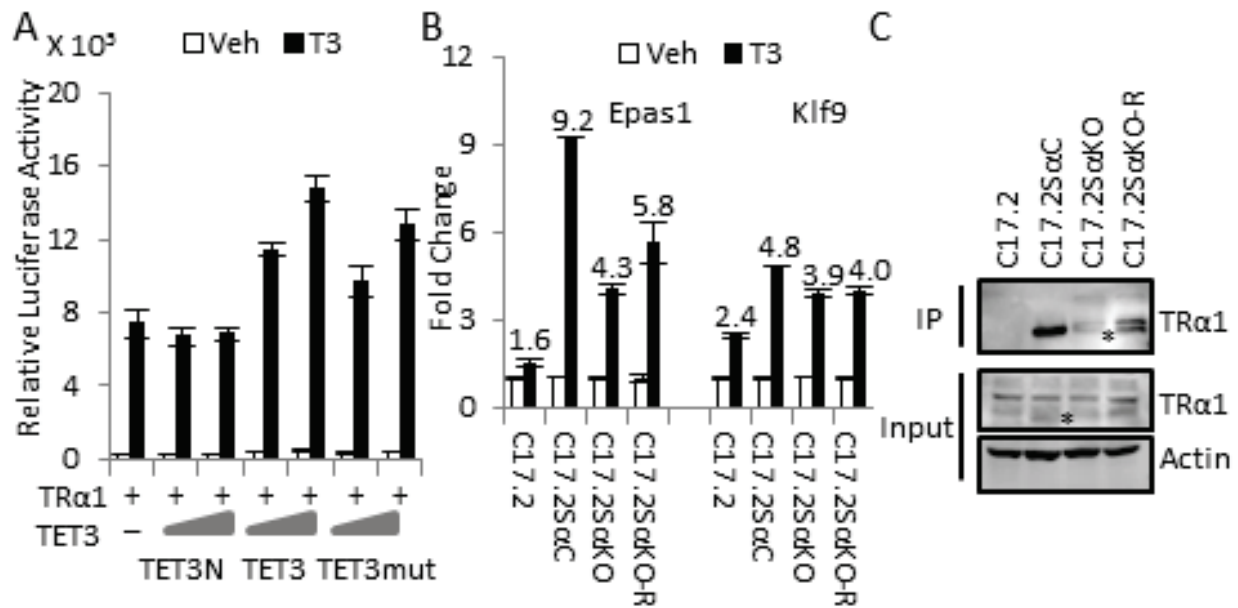 A
X 10⁵
Veh
T3
Relative Luciferase Activity
20
16
12
8
4
0
TRα1
+
+
+
+
+
+
+
TET3
–
TET3N
TET3
TET3mut
B
Veh
T3
Fold Change
12
9
6
3
0
Epas1
Klf9
1.6
9.2
4.3
5.8
2.4
4.8
3.9
4.0
C17.2
C17.2SαC
C17.2SαKO
C17.2SαKO-R
C17.2
C17.2SαC
C17.2SαKO
C17.2SαKO-R
C
C17.2
C17.2SαC
C17.2SαKO
C17.2SαKO-R
IP
*
TRα1
Input
*
TRα1
Actin